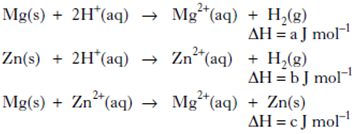 Mg(s) + 2H⁺(aq) → Mg²⁺(aq) + H₂(g)
ΔH = a J mol⁻¹
Zn(s) + 2H⁺(aq) → Zn²⁺(aq) + H₂(g)
ΔH = b J mol⁻¹
Mg(s) + Zn²⁺(aq) → Mg²⁺(aq) + Zn(s)
ΔH = c J mol⁻¹